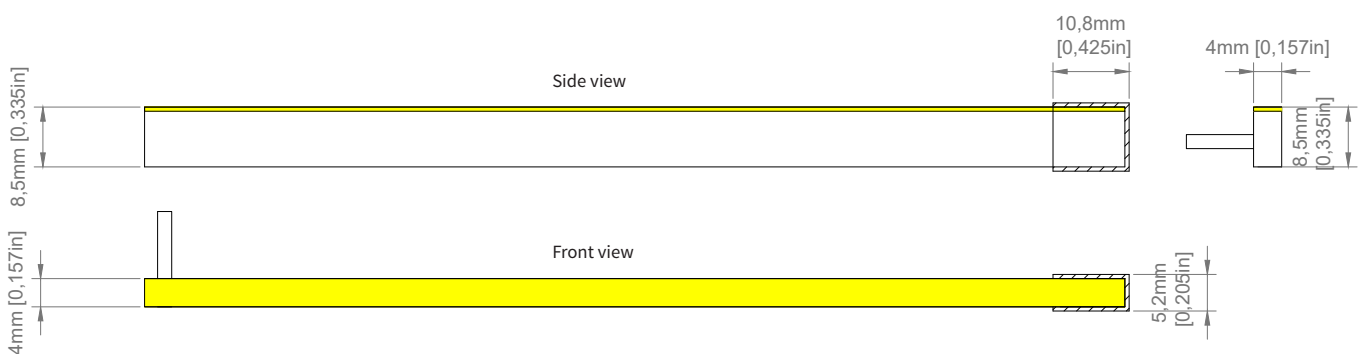 10,8mm
[0,425in]
4mm [0,157in]
Side view
8,5mm [0,335in]
8,5mm
[0,335in]
Front view
4mm [0,157in]
5,2mm
[0,205in]